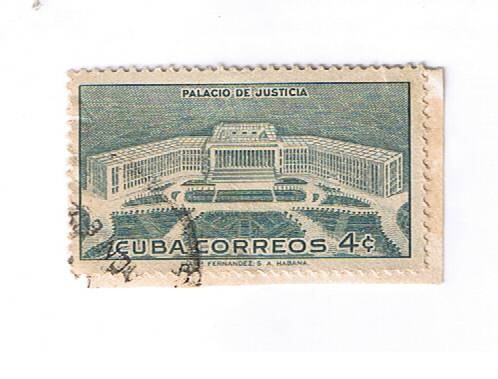 PALACIO DE JUSTICIA
CUBA CORREOS 4¢
FERNANDEZ, S. A. HABANA.